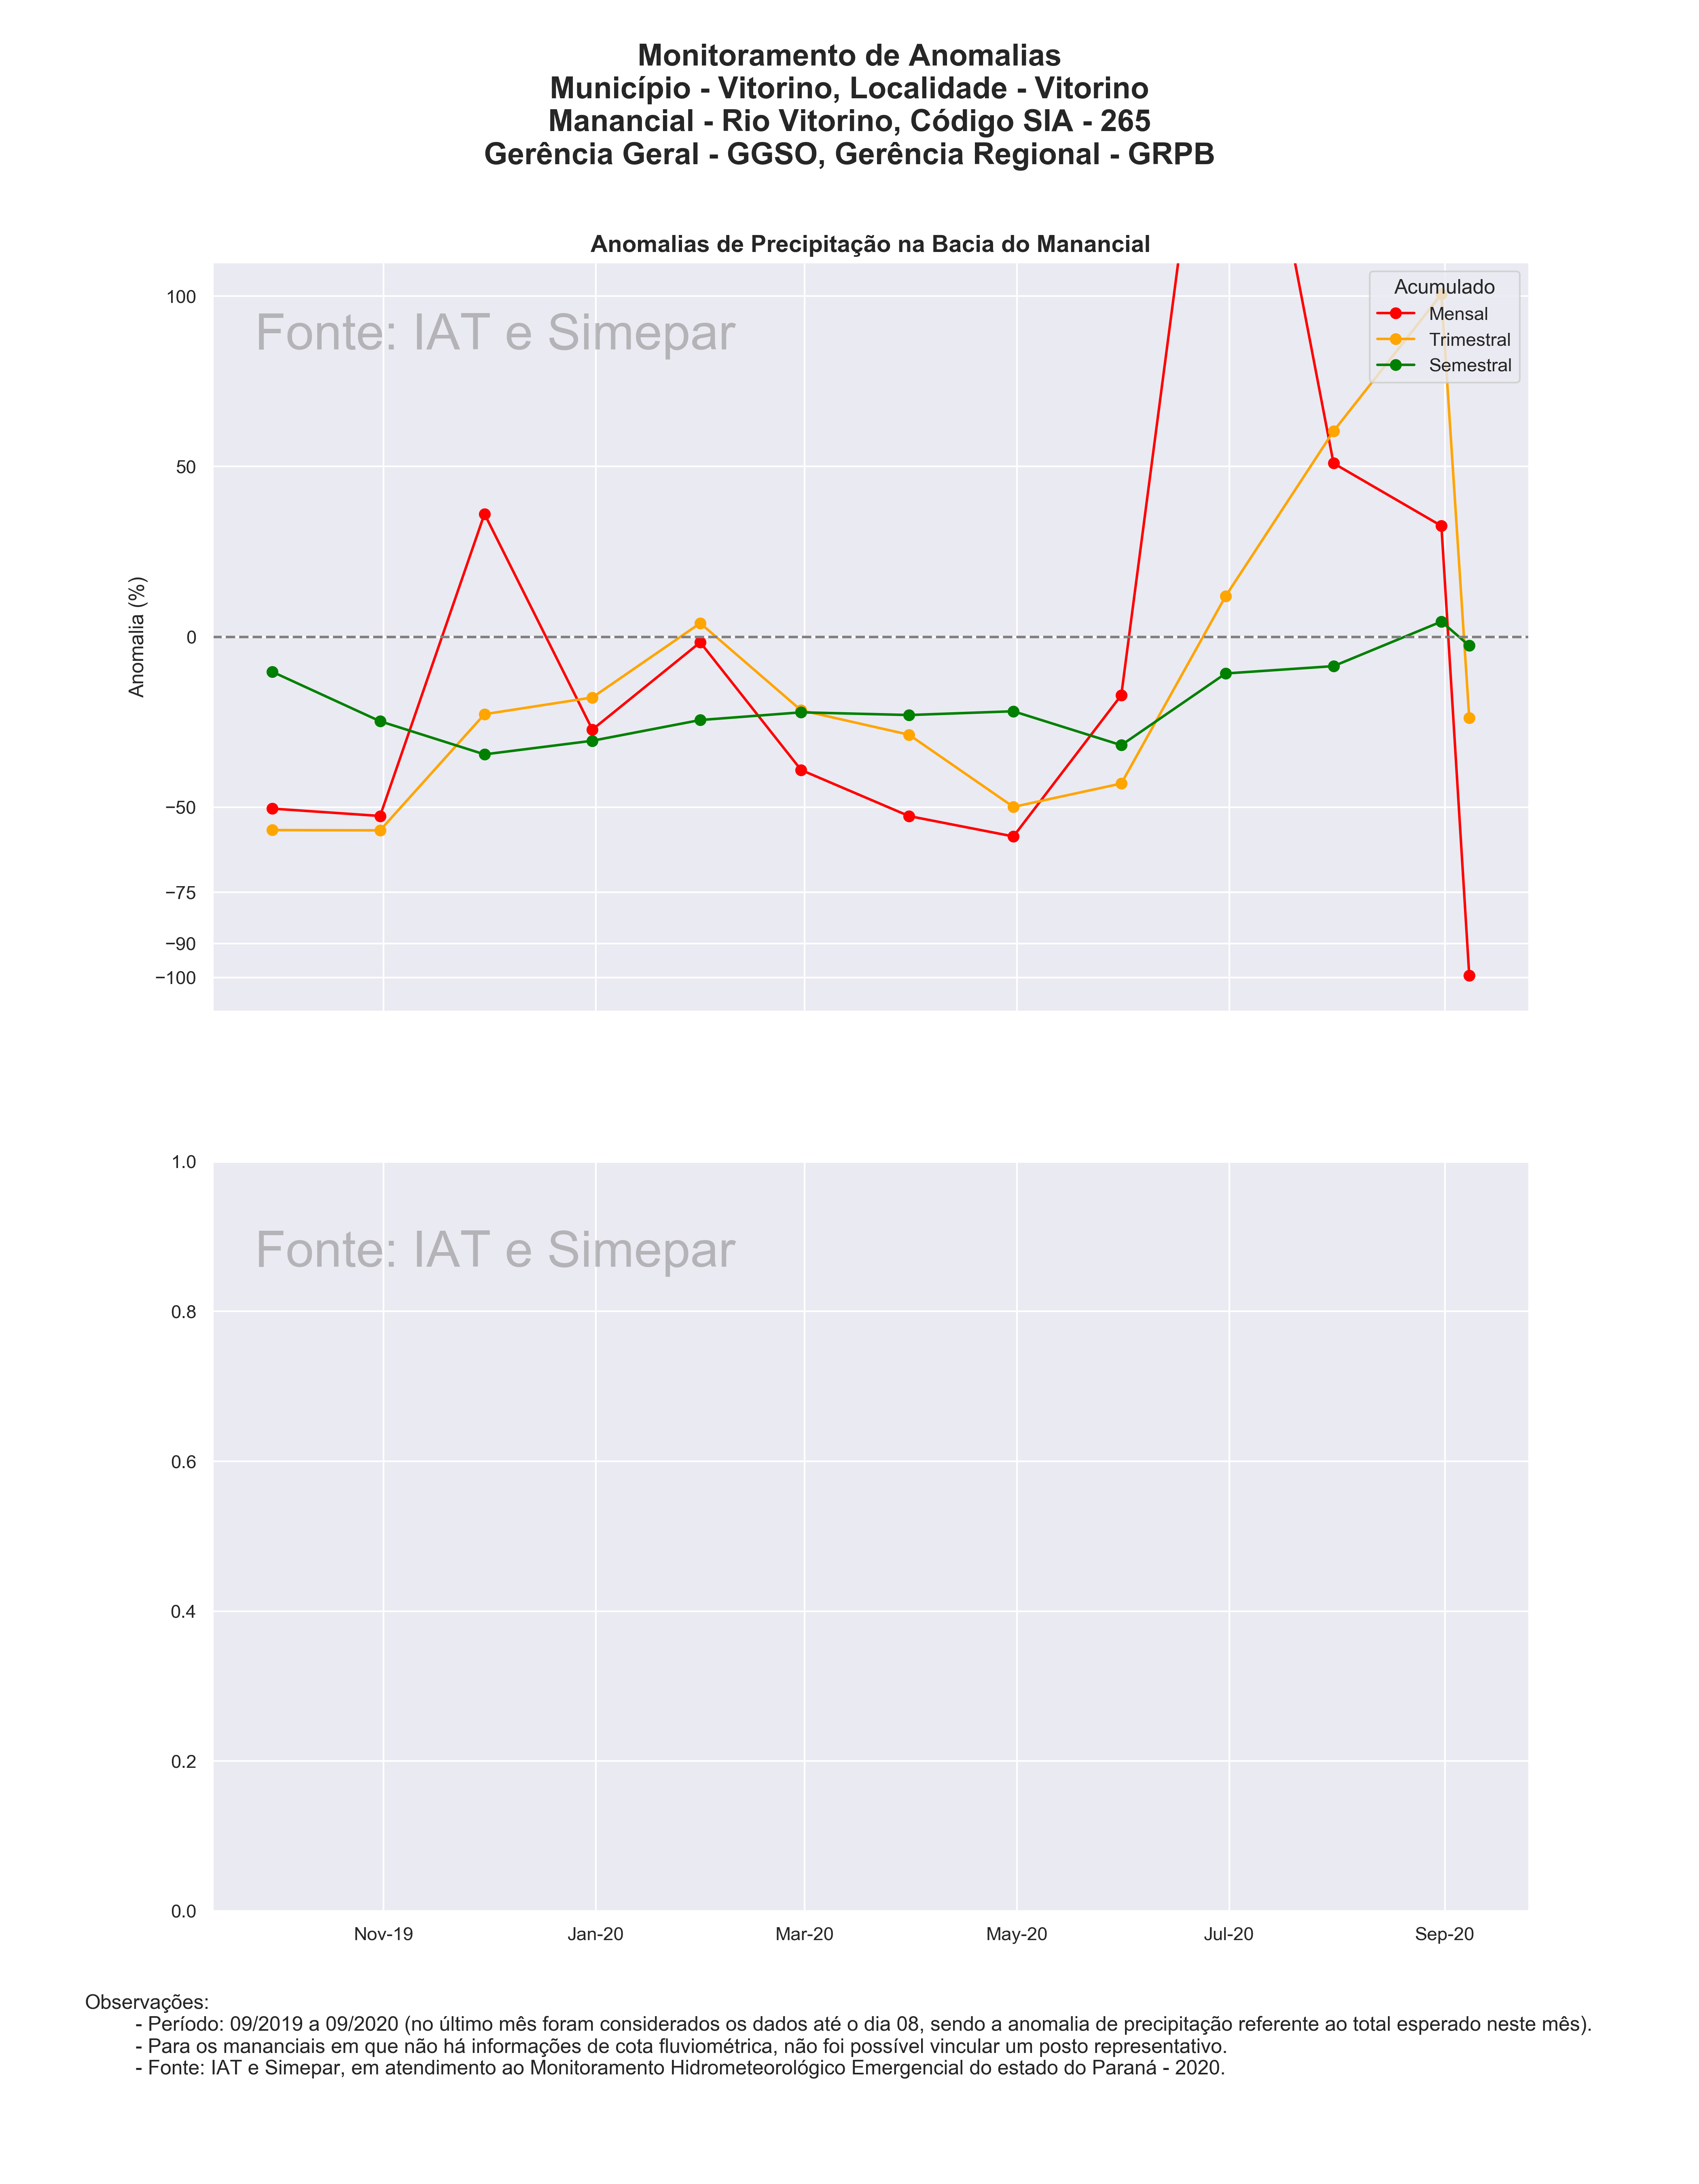 Monitoramento de Anomalias
Município - Vitorino, Localidade - Vitorino
Manancial - Rio Vitorino, Código SIA - 265
Gerência Geral - GGSO, Gerência Regional - GRPB
Anomalias de Precipitação na Bacia do Manancial
Fonte: IAT e Simepar
Acumulado
Mensal
Trimestral
Semestral
Anomalia (%)
100
50
0
−50
−75
−90
−100
Fonte: IAT e Simepar
1.0
0.8
0.6
0.4
0.2
0.0
Nov-19 Jan-20 Mar-20 May-20 Jul-20 Sep-20
Observações:
- Período: 09/2019 a 09/2020 (no último mês foram considerados os dados até o dia 08, sendo a anomalia de precipitação referente ao total esperado neste mês).
- Para os mananciais em que não há informações de cota fluviométrica, não foi possível vincular um posto representativo.
- Fonte: IAT e Simepar, em atendimento ao Monitoramento Hidrometeorológico Emergencial do estado do Paraná - 2020.